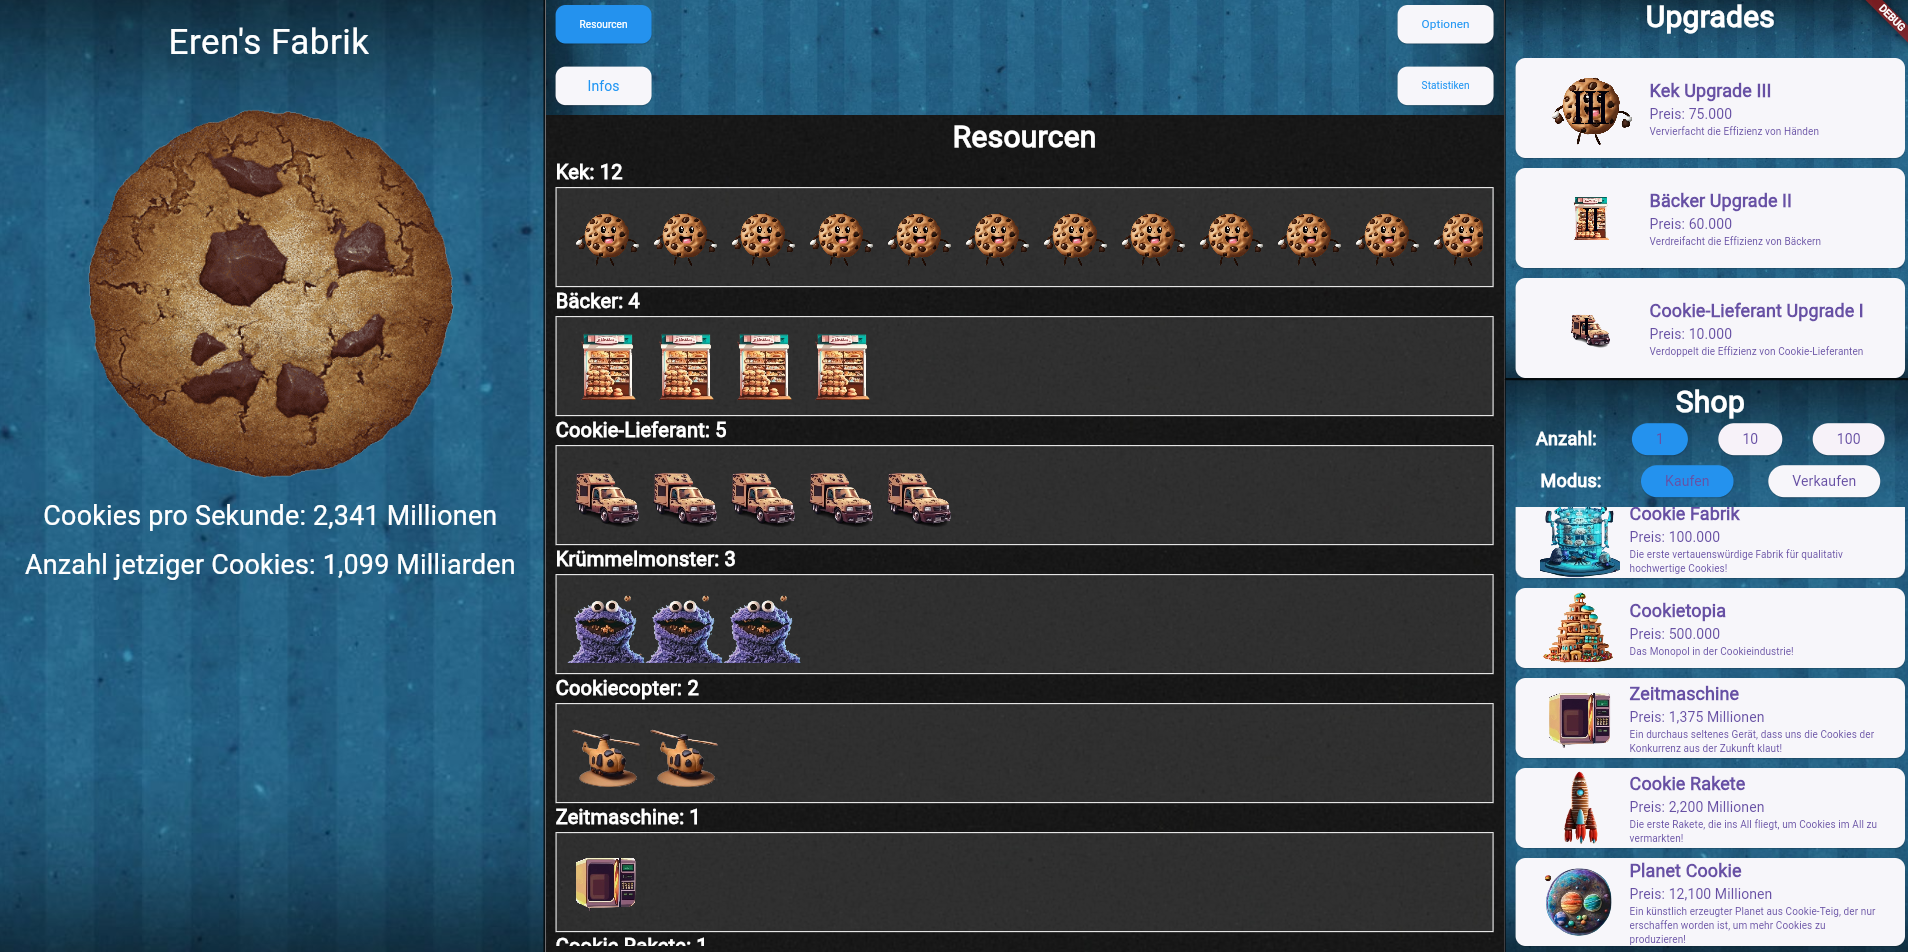 Eren's Fabrik
Cookies pro Sekunde: 2,341 Millionen
Anzahl jetziger Cookies: 1,099 Milliarden
Resourcen
Optionen
Infos
Statistiken
Resourcen
Kek: 12
Bäcker: 4
Cookie-Lieferant: 5
Krümmelmonster: 3
Cookiecopter: 2
Zeitmaschine: 1
Cookie Rakete: 1
Upgrades
DEBUG
III
Kek Upgrade III
Preis: 75.000
Vervierfacht die Effizienz von Händen
II
Bäcker Upgrade II
Preis: 60.000
Verdreifacht die Effizienz von Bäckern
I
Cookie-Lieferant Upgrade I
Preis: 10.000
Verdoppelt die Effizienz von Cookie-Lieferanten
Shop
Anzahl: 1 10 100
Modus: Kaufen Verkaufen
Cookie Fabrik
Preis: 100.000
Die erste vertauenswürdige Fabrik für qualitativ
hochwertige Cookies!
Cookietopia
Preis: 500.000
Das Monopol in der Cookieindustrie!
Zeitmaschine
Preis: 1,375 Millionen
Ein durchaus seltenes Gerät, dass uns die Cookies der
Konkurrenz aus der Zukunft klaut!
Cookie Rakete
Preis: 2,200 Millionen
Die erste Rakete, die ins All fliegt, um Cookies im All zu
vermarkten!
Planet Cookie
Preis: 12,100 Millionen
Ein künstlich erzeugter Planet aus Cookie-Teig, der nur
erschaffen worden ist, um mehr Cookies zu
produzieren!